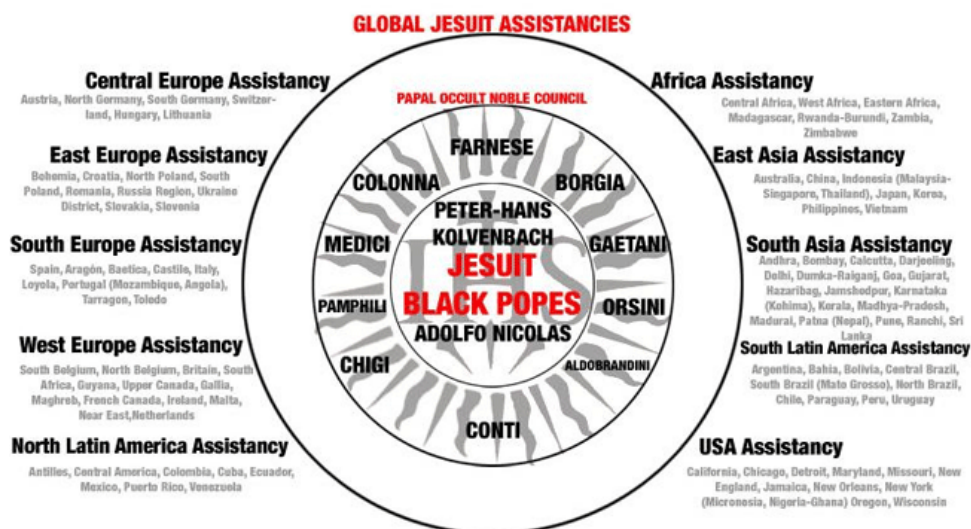 GLOBAL JESUIT ASSISTANCIES
Central Europe Assistancy
Austria, North Germany, South Germany, Switzer-
land, Hungary, Lithuania
East Europe Assistancy
Bohemia, Croatia, North Poland, South
Poland, Romania, Russia Region, Ukraine
District, Slovakia, Slovenia
South Europe Assistancy
Spain, Aragón, Baetica, Castile, Italy,
Loyola, Portugal (Mozambique, Angola),
Tarragon, Toledo
West Europe Assistancy
South Belgium, North Belgium, Britain, South
Africa, Guyana, Upper Canada, Gallia,
Maghreb, French Canada, Ireland, Malta,
Near East,Netherlands
North Latin America Assistancy
Antilles, Central America, Colombia, Cuba, Ecuador,
Mexico, Puerto Rico, Venezuela
PAPAL OCCULT NOBLE COUNCIL
FARNESE
COLONNA
BORGIA
MEDICI
GAETANI
PAMPHILI
ORSINI
CHIGI
ALDOBRANDINI
CONTI
IHS
PETER-HANS
KOLVENBACH
JESUIT
BLACK POPES
ADOLFO NICOLAS
Africa Assistancy
Central Africa, West Africa, Eastern Africa,
Madagascar, Rwanda-Burundi, Zambia,
Zimbabwe
East Asia Assistancy
Australia, China, Indonesia (Malaysia-
Singapore, Thailand), Japan, Korea,
Philippines, Vietnam
South Asia Assistancy
Andhra, Bombay, Calcutta, Darjeeling,
Delhi, Dumka-Raiganj, Goa, Gujarat,
Hazaribag, Jamshedpur, Karnataka
(Kohima), Kerala, Madhya-Pradesh,
Madurai, Patna (Nepal), Pune, Ranchi, Sri
Lanka
South Latin America Assistancy
Argentina, Bahia, Bolivia, Central Brazil,
South Brazil (Mato Grosso), North Brazil,
Chile, Paraguay, Peru, Uruguay
USA Assistancy
California, Chicago, Detroit, Maryland, Missouri, New
England, Jamaica, New Orleans, New York
(Micronesia, Nigeria-Ghana) Oregon, Wisconsin